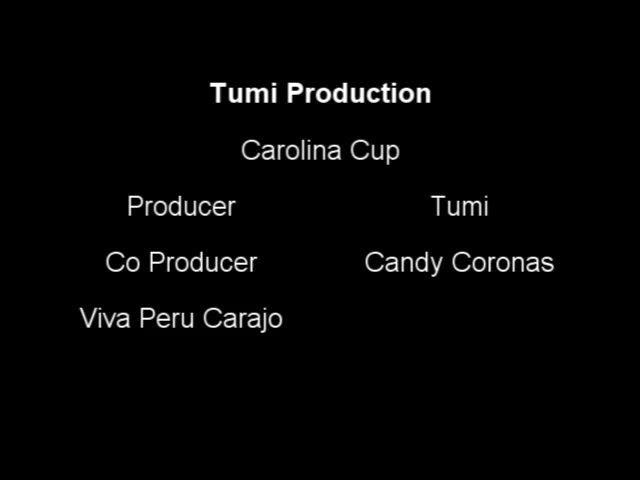 Tumi Production
Carolina Cup
Producer Tumi
Co Producer Candy Coronas
Viva Peru Carajo